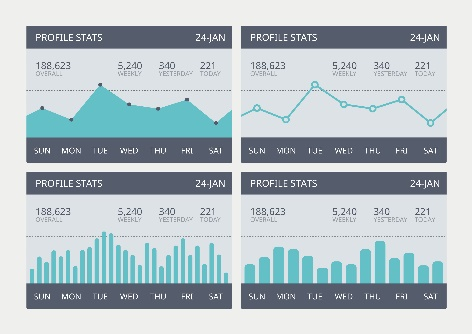 PROFILE STATS 24-JAN
188,623 5,240 340 221
OVERALL WEEKLY YESTERDAY TODAY
SUN MON TUE WED THU FRI SAT
PROFILE STATS 24-JAN
188,623 5,240 340 221
OVERALL WEEKLY YESTERDAY TODAY
SUN MON TUE WED THU FRI SAT
PROFILE STATS 24-JAN
188,623 5,240 340 221
OVERALL WEEKLY YESTERDAY TODAY
SUN MON TUE WED THU FRI SAT
PROFILE STATS 24-JAN
188,623 5,240 340 221
OVERALL WEEKLY YESTERDAY TODAY
SUN MON TUE WED THU FRI SAT